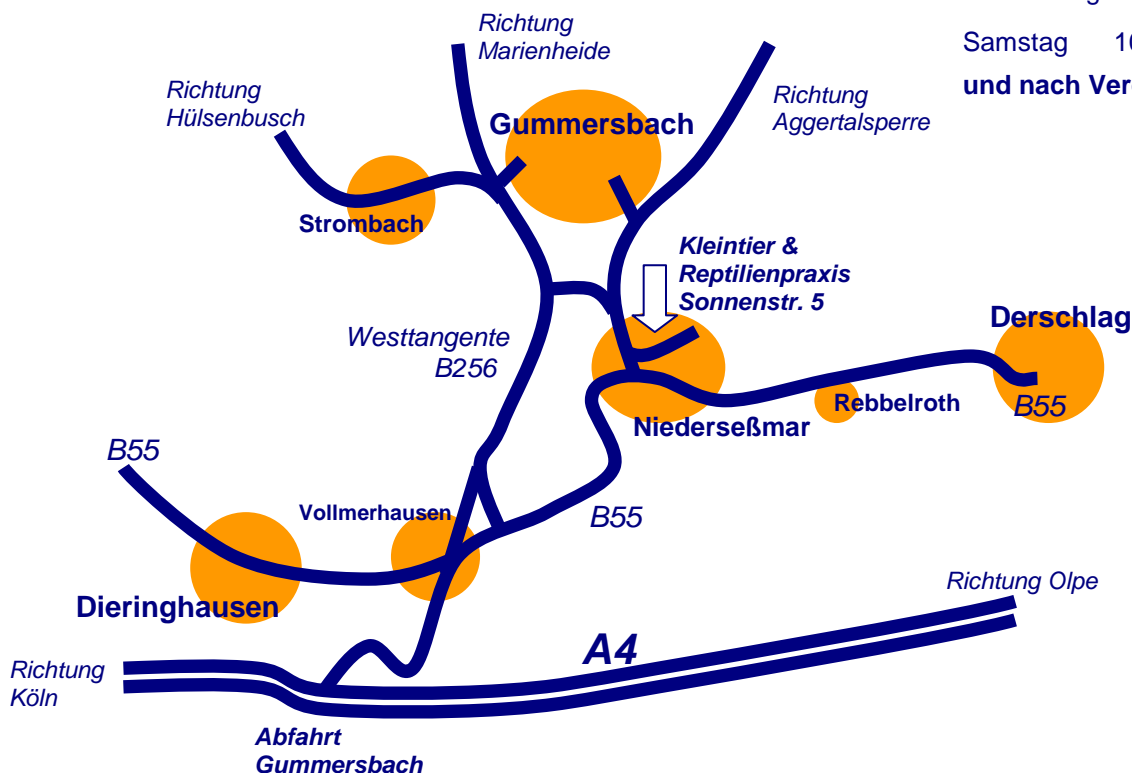 Richtung
Marienheide
Samstag
und nach Ver
Richtung
Hülsenbusch
Richtung
Aggertalsperre
Gummersbach
Strombach
Kleintier &
Reptilienpraxis
Sonnenstr. 5
Westtangente
B256
Derschlag
B55
Rebbelroth
Niederseßmar
B55
Vollmerhausen
B55
Dieringhausen
Richtung Olpe
A4
Richtung
Köln
Abfahrt
Gummersbach